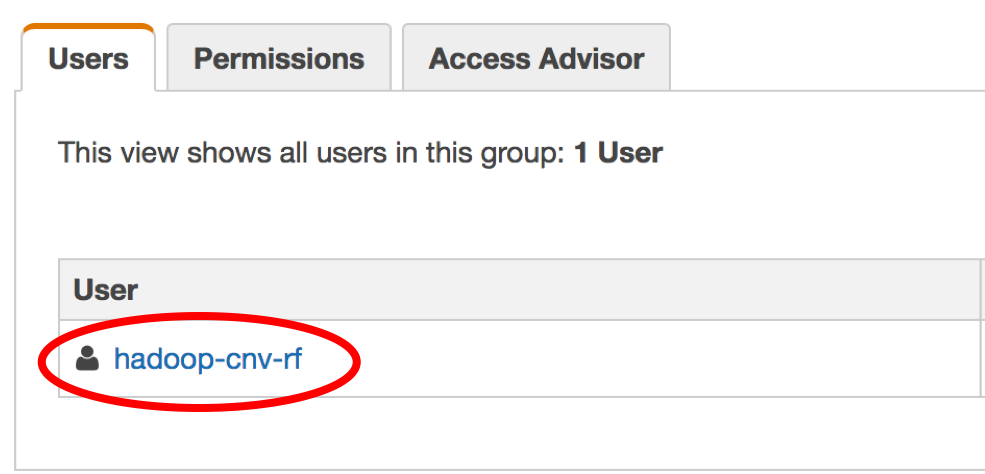 Users Permissions Access Advisor
This view shows all users in this group: 1 User
User
hadoop-cnv-rf